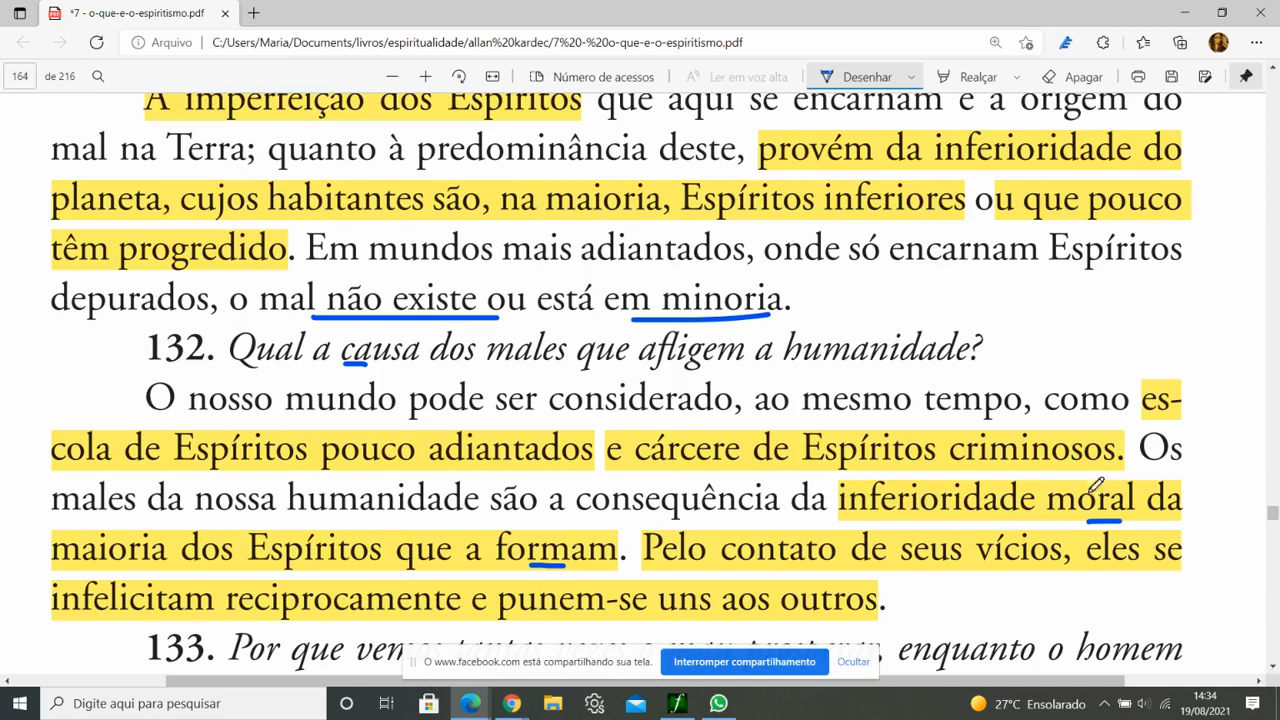 *7 - o-que-e-o-espiritismo.pdf
Arquivo C:/Users/Maria/Documents/livros/espiritualidade/allan%20kardec/7%20-%20o-que-e-o-espiritismo.pdf
164 de 216 Número de acessos Ler em voz alta Desenhar Realçar Apagar
A imperfeição dos Espíritos que aqui se encarnam é a origem do
mal na Terra; quanto à predominância deste, provém da inferioridade do
planeta, cujos habitantes são, na maioria, Espíritos inferiores ou que pouco
têm progredido. Em mundos mais adiantados, onde só encarnam Espíritos
depurados, o mal não existe ou está em minoria.
132. Qual a causa dos males que afligem a humanidade?
O nosso mundo pode ser considerado, ao mesmo tempo, como es-
cola de Espíritos pouco adiantados e cárcere de Espíritos criminosos. Os
males da nossa humanidade são a consequência da inferioridade moral da
maioria dos Espíritos que a formam. Pelo contato de seus vícios, eles se
infelicitam reciprocamente e punem-se uns aos outros.
133. Por que vemos tantas vezes o mau prosperar, enquanto o homem
O www.facebook.com está compartilhando sua tela. Interromper compartilhamento Ocultar
Digite aqui para pesquisar
27°C Ensolarado
14:34
19/08/2021